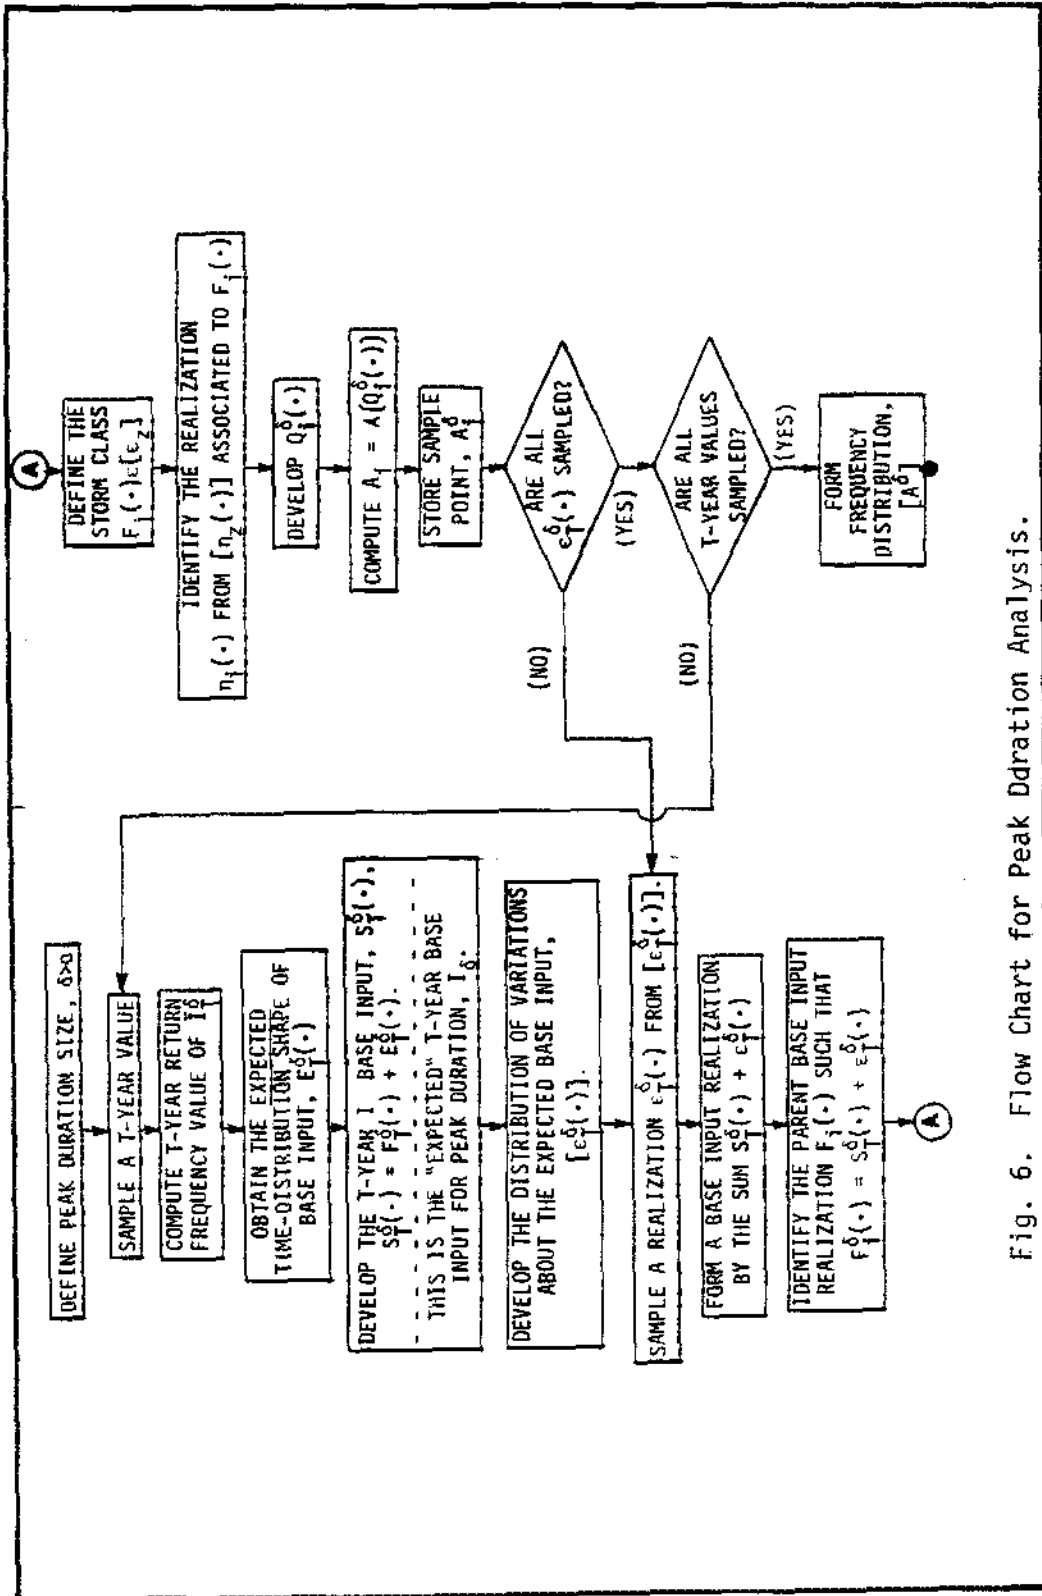 DEFINE PEAK DURATION SIZE, δ>0
SAMPLE A T-YEAR VALUE
COMPUTE T-YEAR RETURN
FREQUENCY VALUE OF I_T^δ
OBTAIN THE EXPECTED
TIME-DISTRIBUTION SHAPE OF
BASE INPUT, E_T^δ(·)
DEVELOP THE T-YEAR I BASE INPUT, S_T^δ(·),
S_T^δ(·) = F_T^δ(·) + E_T^δ(·).
THIS IS THE "EXPECTED" T-YEAR BASE
INPUT FOR PEAK DURATION, I_δ.
DEVELOP THE DISTRIBUTION OF VARIATIONS
ABOUT THE EXPECTED BASE INPUT,
[ε_T^δ(·)].
SAMPLE A REALIZATION ε_T^δ(·) FROM [ε_T^δ(·)].
FORM A BASE INPUT REALIZATION
BY THE SUM S_T^δ(·) + ε_T^δ(·)
IDENTIFY THE PARENT BASE INPUT
REALIZATION F_i(·) SUCH THAT
F_i^δ(·) = S_T^δ(·) + ε_T^δ(·)
A
A
DEFINE THE
STORM CLASS
F_i(·)ε[ξ_z]
IDENTIFY THE REALIZATION
η_i(·) FROM [η_z(·)] ASSOCIATED TO F_i(·)
DEVELOP Q_i^δ(·)
COMPUTE A_i = A(Q_i^δ(·))
STORE SAMPLE
POINT, A_i^δ
ARE ALL
ε_T^δ(·) SAMPLED?
(NO)
(YES)
ARE ALL
T-YEAR VALUES
SAMPLED?
(NO)
(YES)
FORM
FREQUENCY
DISTRIBUTION,
[A^δ]
Fig. 6. Flow Chart for Peak Ddration Analysis.